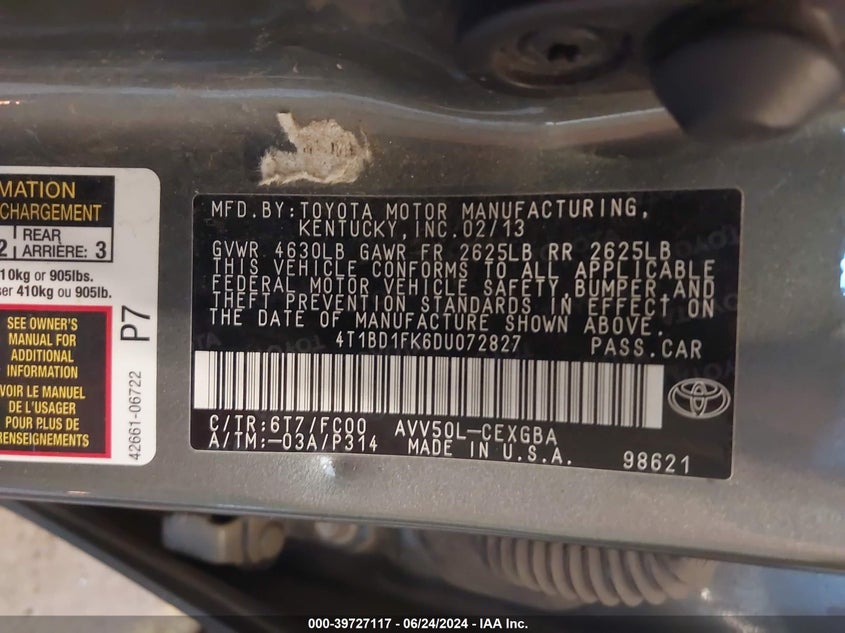 MATION
CHARGEMENT
2 REAR
ARRIÈRE: 3
10kg or 905lbs.
ser 410kg ou 905lb.
SEE OWNER'S
MANUAL FOR
ADDITIONAL
INFORMATION
VOIR LE MANUEL
DE L'USAGER
POUR PLUS DE
RENSEIGNEMENTS
P7
42661-06722
MFD.BY:TOYOTA MOTOR MANUFACTURING,
KENTUCKY,INC.02/13
GVWR 4630LB GAWR FR 2625LB RR 2625LB
THIS VEHICLE CONFORMS TO ALL APPLICABLE
FEDERAL MOTOR VEHICLE SAFETY,BUMPER,AND
THEFT PREVENTION STANDARDS IN EFFECT ON
THE DATE OF MANUFACTURE SHOWN ABOVE.
4T1BD1FK6DU072827 PASS.CAR
C/TR:6T7/FC00 AVV50L-CEXGBA
A/TM:-03A/P314 MADE IN U.S.A. 98621
000-39727117 - 06/24/2024 - IAA Inc.